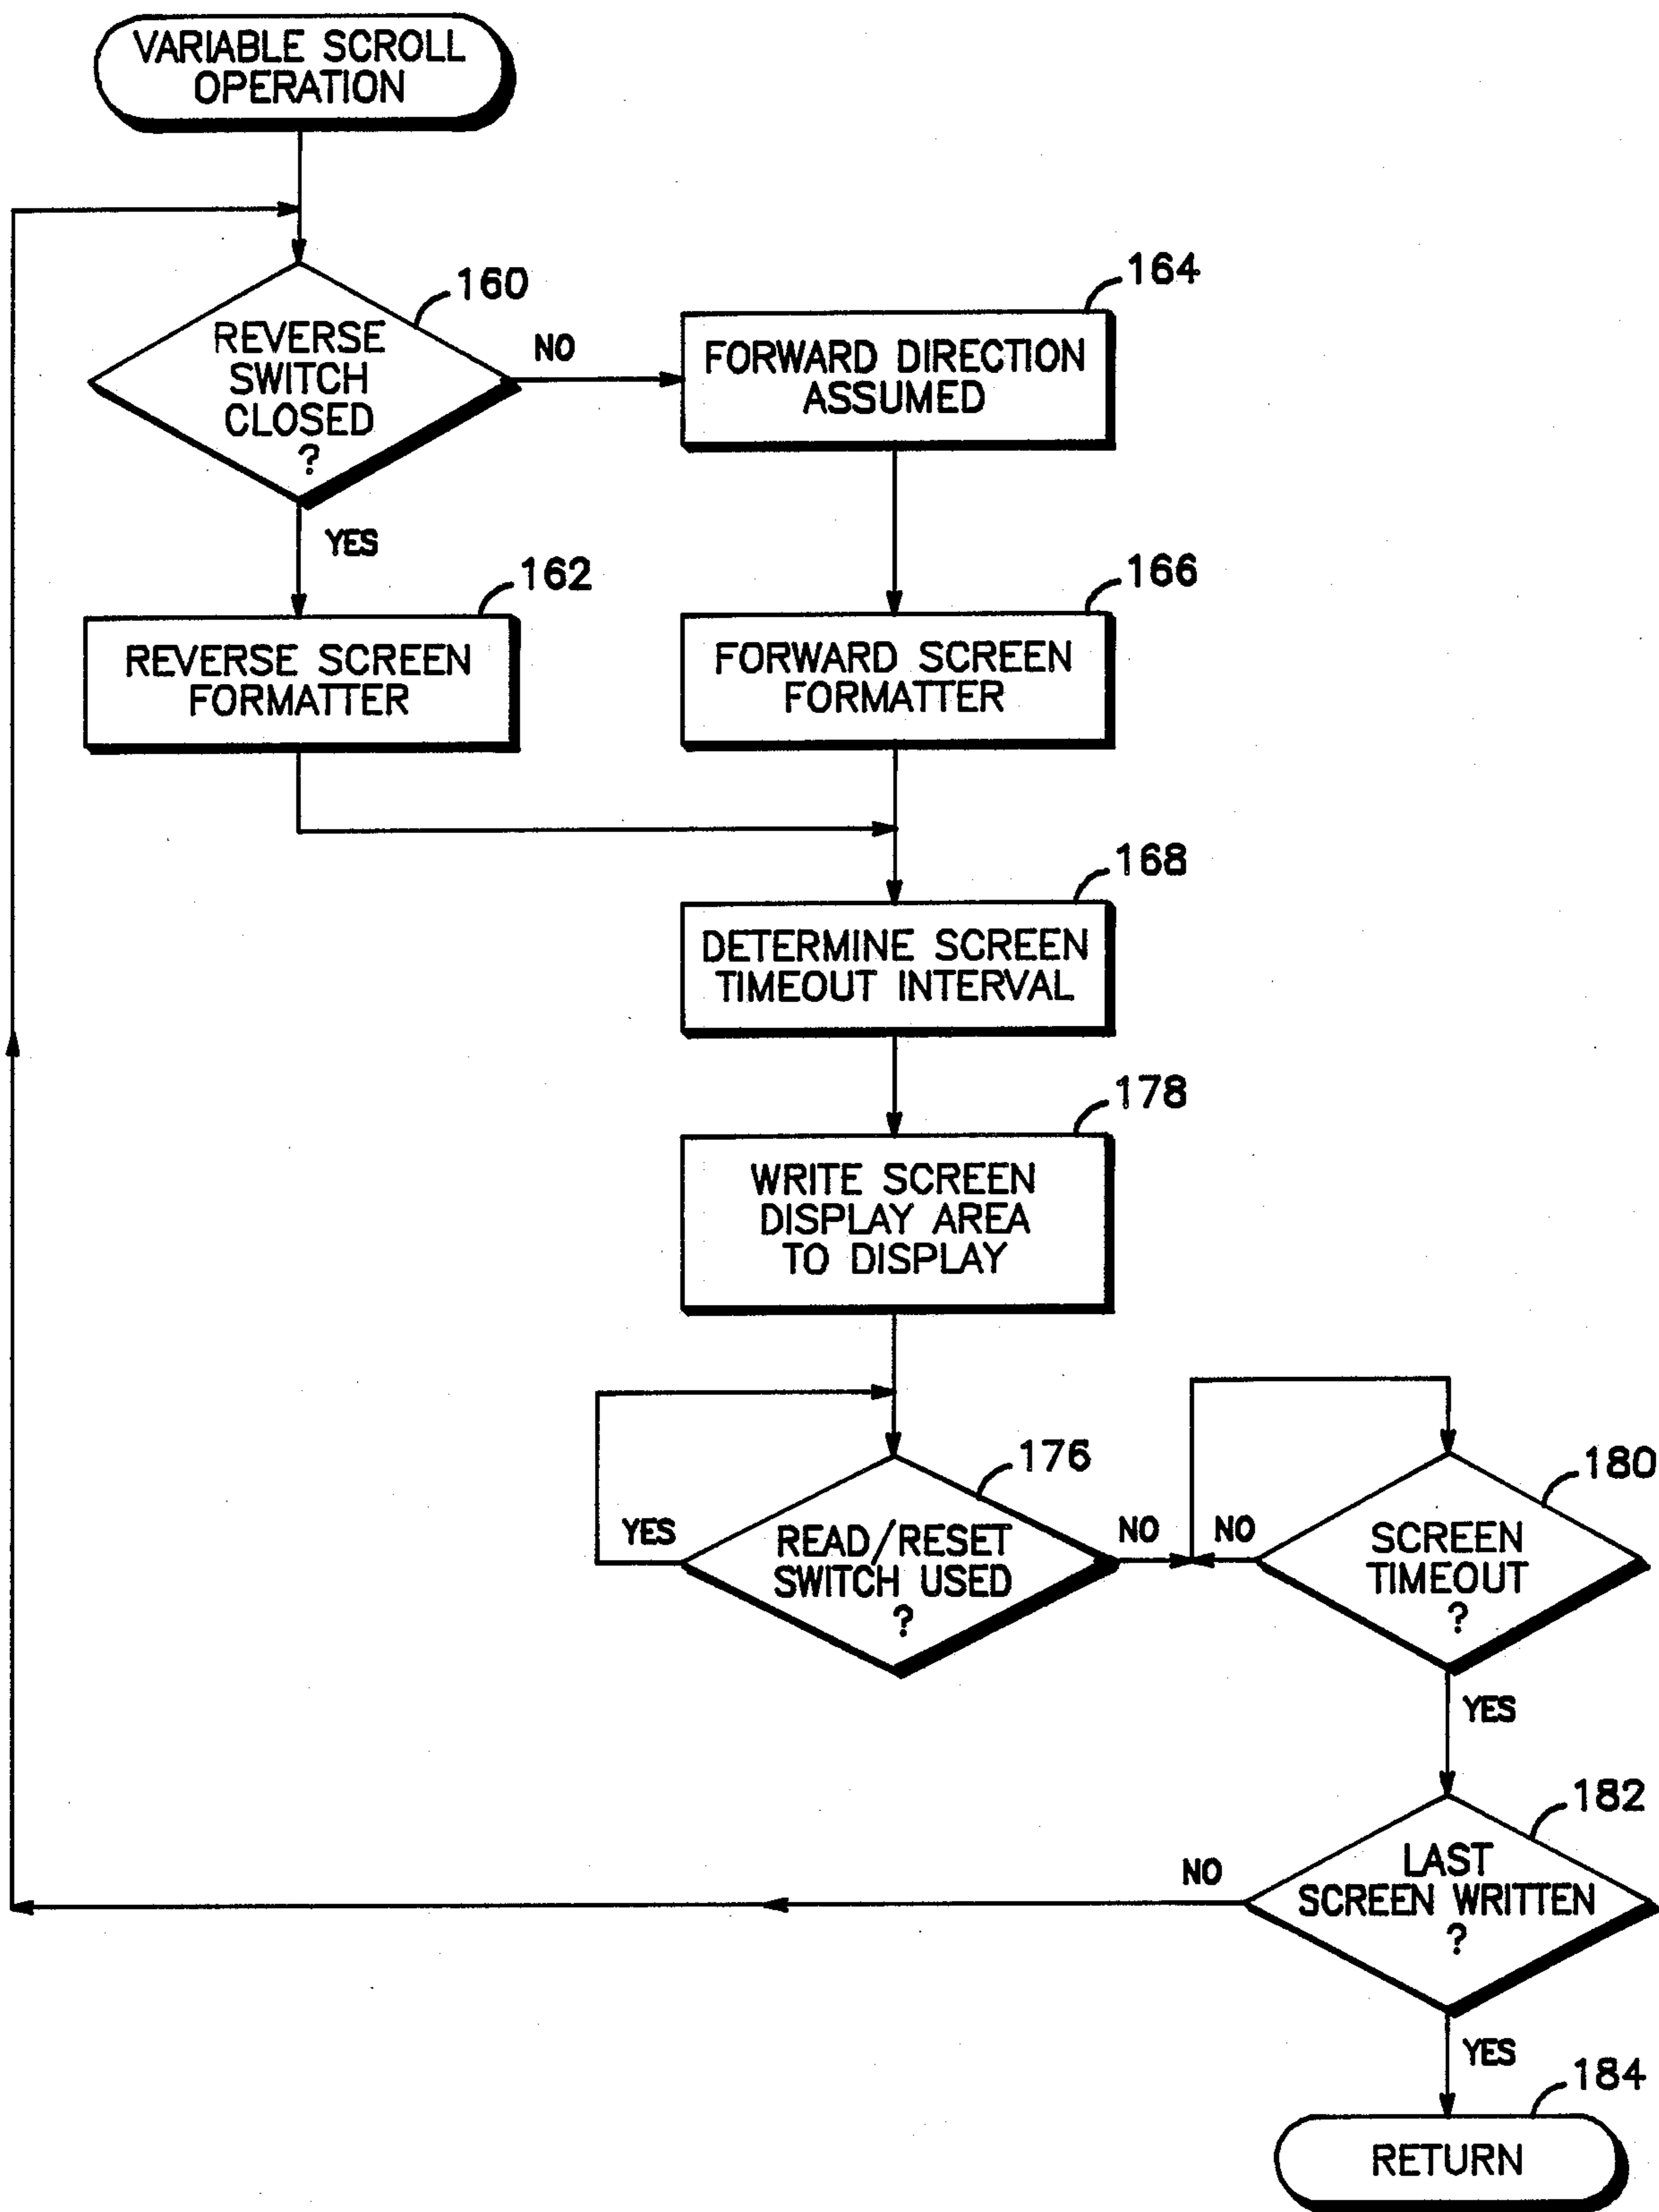 VARIABLE SCROLL
OPERATION
160
REVERSE
SWITCH
CLOSED
?
NO
YES
164
FORWARD DIRECTION
ASSUMED
162
REVERSE SCREEN
FORMATTER
166
FORWARD SCREEN
FORMATTER
168
DETERMINE SCREEN
TIMEOUT INTERVAL
178
WRITE SCREEN
DISPLAY AREA
TO DISPLAY
176
YES
READ/RESET
SWITCH USED
?
NO
NO
180
SCREEN
TIMEOUT
?
YES
182
NO
LAST
SCREEN WRITTEN
?
YES
184
RETURN